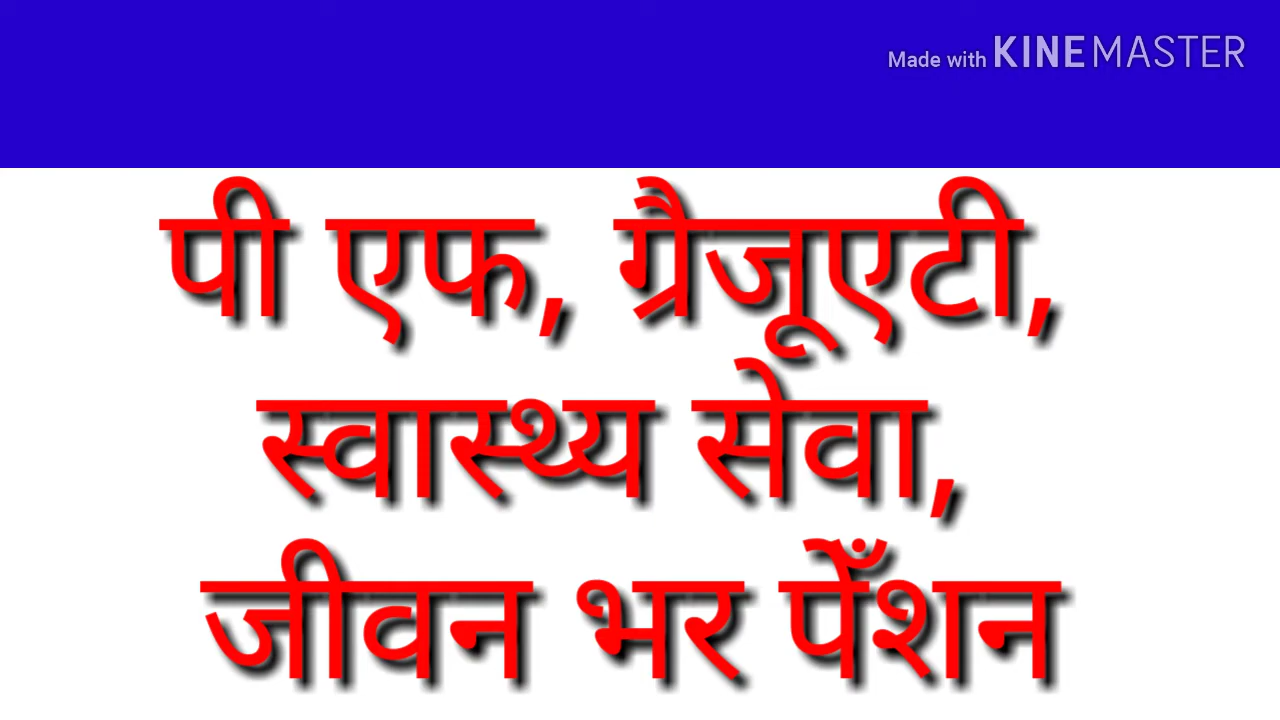 Made with KINEMASTER
पी एफ, ग्रैजूएटी,
स्वास्थ्य सेवा,
जीवन भर पेँशन